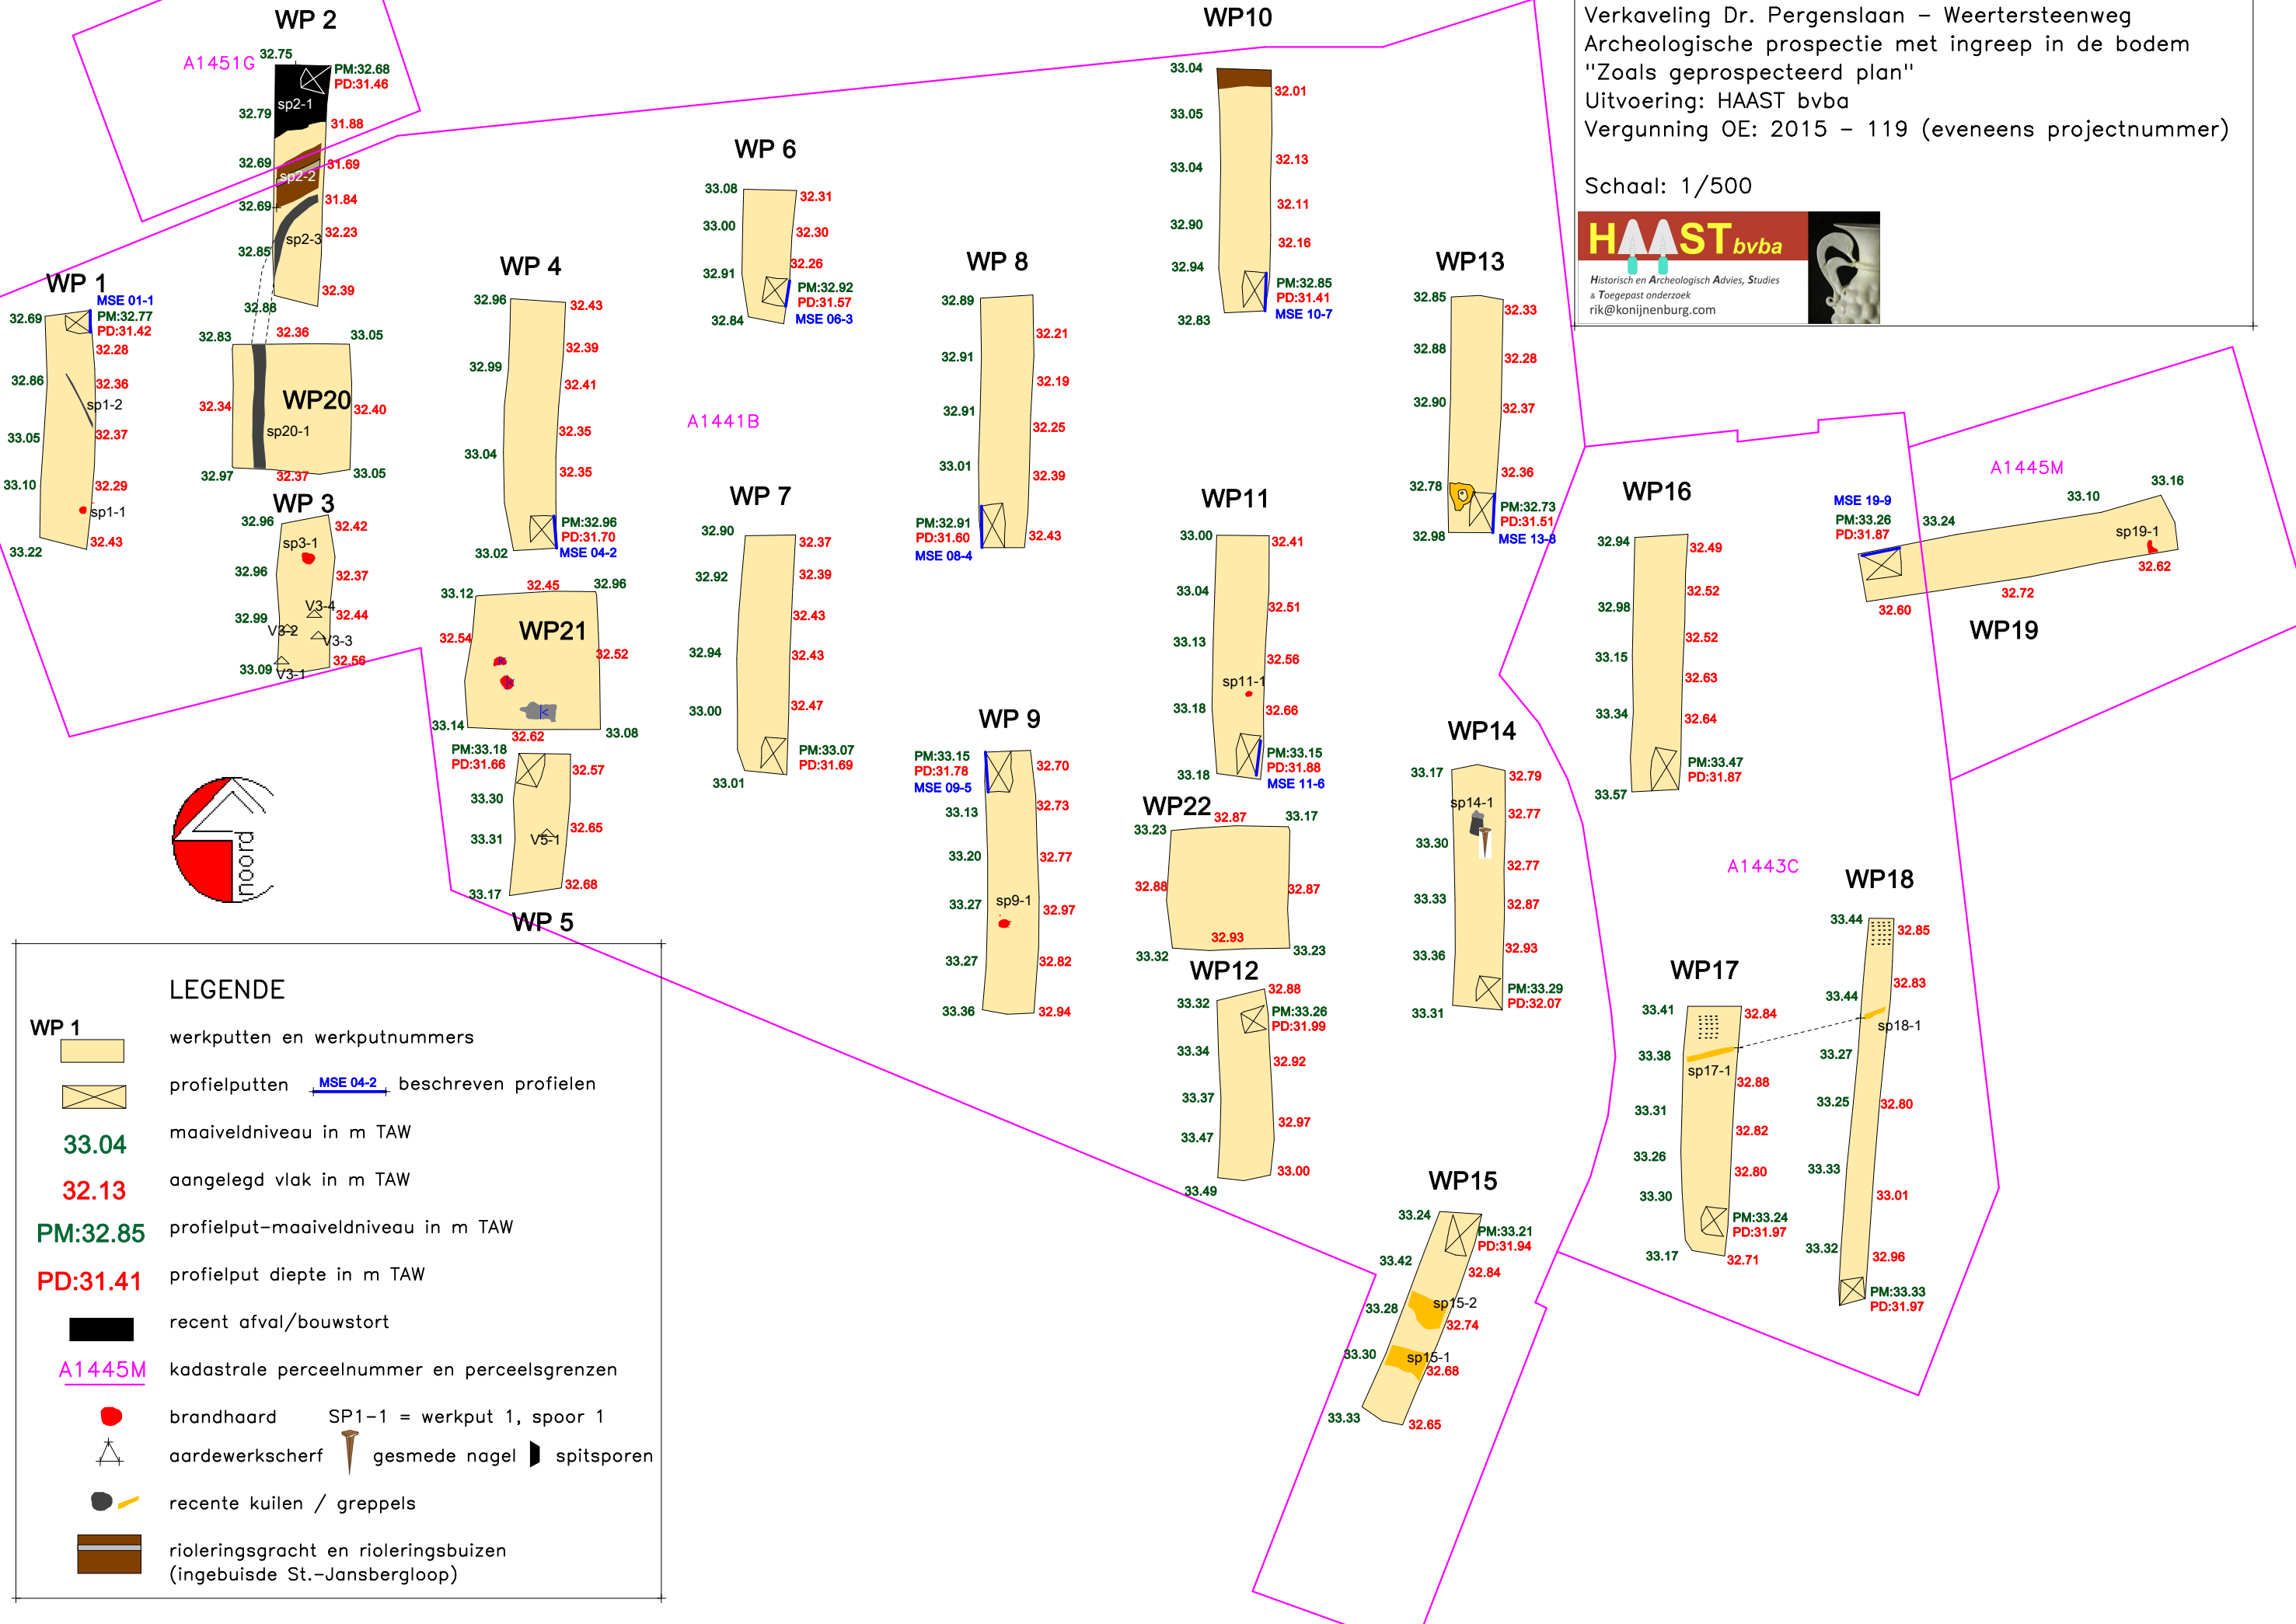 Verkaveling Dr. Pergenslaan - Weertersteenweg
Archeologische prospectie met ingreep in de bodem
"Zoals geprospecteerd plan"
Uitvoering: HAAST bvba
Vergunning OE: 2015 - 119 (eveneens projectnummer)
Schaal: 1/500
HAAST bvba
Historisch en Archeologisch Advies, Studies
& Toegepast onderzoek
rik@konijnenburg.com
WP 2
A1451G
32.75
PM:32.68
PD:31.46
sp2-1
32.79
31.88
32.69
31.69
sp2-2
32.69
31.84
32.23
sp2-3
32.85
32.39
32.88
WP 1
MSE 01-1
PM:32.77
PD:31.42
32.69
32.28
32.86
32.36
sp1-2
33.05
32.37
33.10
32.29
sp1-1
33.22
32.43
32.83
32.36
33.05
WP20
32.34
32.40
sp20-1
32.97
32.37
33.05
WP 3
32.96
32.42
sp3-1
32.96
32.37
V3-4
32.99
32.44
V3-2
V3-3
33.09
32.56
V3-1
WP 4
32.96
32.43
32.99
32.39
32.41
33.04
32.35
32.35
PM:32.96
PD:31.70
MSE 04-2
33.02
33.12
32.45
32.96
WP21
32.54
32.52
33.14
32.62
33.08
PM:33.18
PD:31.66
32.57
33.30
33.31
32.65
V5-1
33.17
32.68
WP 5
WP 6
33.08
32.31
33.00
32.30
32.91
32.26
PM:32.92
PD:31.57
MSE 06-3
32.84
A1441B
WP 7
32.90
32.37
32.92
32.39
32.43
32.94
32.43
33.00
32.47
PM:33.07
PD:31.69
33.01
WP 8
32.89
32.21
32.91
32.19
32.91
32.25
33.01
32.39
PM:32.91
PD:31.60
MSE 08-4
32.43
WP 9
PM:33.15
PD:31.78
MSE 09-5
32.70
32.73
33.13
33.20
32.77
sp9-1
33.27
32.97
33.27
32.82
33.36
32.94
WP10
33.04
32.01
33.05
33.04
32.13
32.11
32.90
32.16
32.94
PM:32.85
PD:31.41
MSE 10-7
32.83
WP11
33.00
32.41
33.04
32.51
33.13
32.56
sp11-1
33.18
32.66
PM:33.15
PD:31.88
MSE 11-6
33.18
WP22
33.23
32.87
33.17
32.88
32.87
32.93
33.32
33.23
WP12
32.88
33.32
PM:33.26
PD:31.99
33.34
32.92
33.37
32.97
33.47
33.00
33.49
WP13
32.85
32.33
32.88
32.28
32.90
32.37
32.36
32.78
PM:32.73
PD:31.51
MSE 13-8
32.98
WP14
33.17
32.79
sp14-1
32.77
33.30
32.77
33.33
32.87
33.36
32.93
PM:33.29
PD:32.07
33.31
WP15
33.24
PM:33.21
PD:31.94
33.42
32.84
33.28
sp15-2
32.74
33.30
sp15-1
32.68
33.33
32.65
WP16
32.94
32.49
32.98
32.52
32.52
33.15
32.63
33.34
32.64
PM:33.47
PD:31.87
33.57
A1445M
MSE 19-9
PM:33.26
PD:31.87
33.24
33.10
33.16
sp19-1
32.62
32.72
32.60
WP19
A1443C
WP17
33.41
32.84
33.38
sp17-1
32.88
33.31
32.82
33.26
32.80
33.30
PM:33.24
PD:31.97
33.17
32.71
WP18
33.44
32.85
33.44
32.83
sp18-1
33.27
33.25
32.80
33.33
33.01
33.32
32.96
PM:33.33
PD:31.97
noord
LEGENDE
WP 1
werkputten en werkputnummers
profielputten MSE 04-2 beschreven profielen
33.04 maaiveldniveau in m TAW
32.13 aangelegd vlak in m TAW
PM:32.85 profielput-maaiveldniveau in m TAW
PD:31.41 profielput diepte in m TAW
recent afval/bouwstort
A1445M kadastrale perceelnummer en perceelsgrenzen
brandhaard SP1-1 = werkput 1, spoor 1
aardewerkscherf gesmede nagel spitsporen
recente kuilen / greppels
rioleringsgracht en rioleringsbuizen
(ingebuisde St.-Jansbergloop)